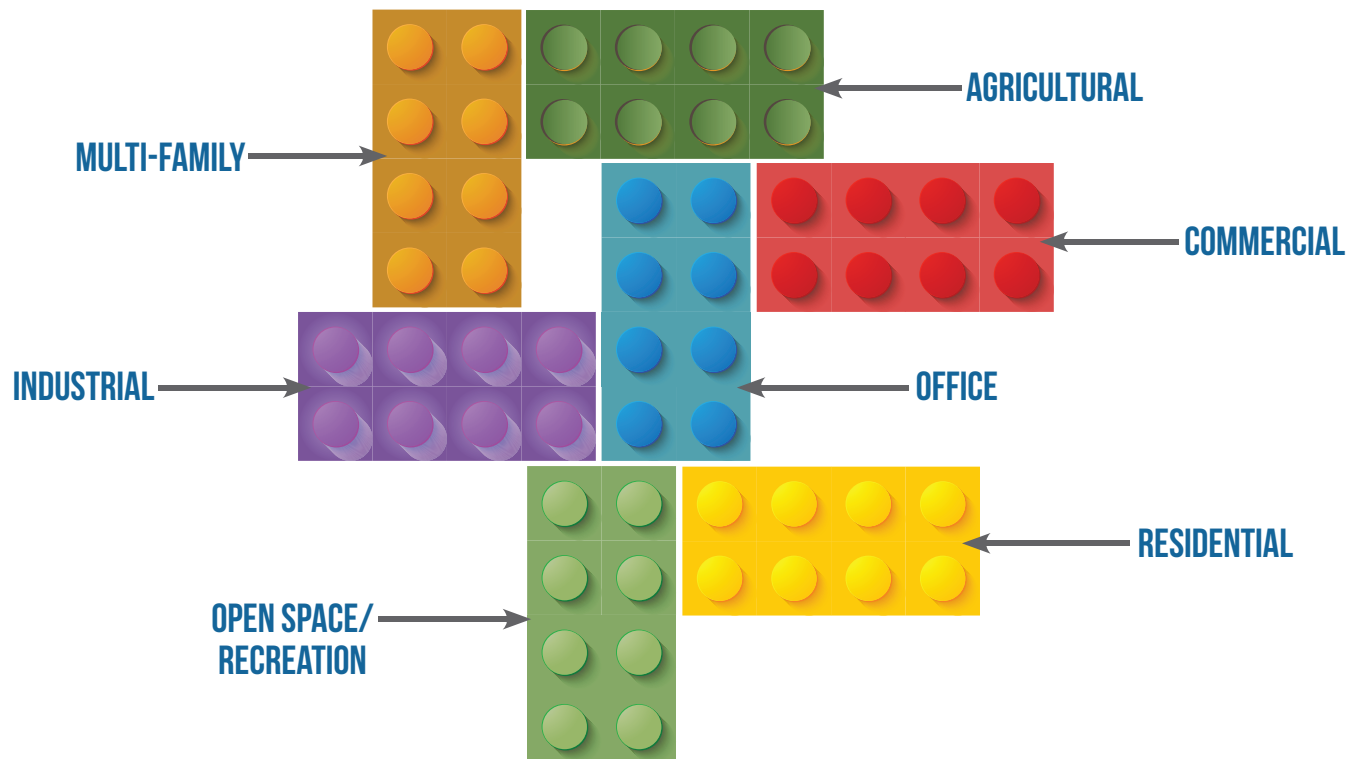 AGRICULTURAL
MULTI-FAMILY
COMMERCIAL
INDUSTRIAL
OFFICE
RESIDENTIAL
OPEN SPACE/
RECREATION